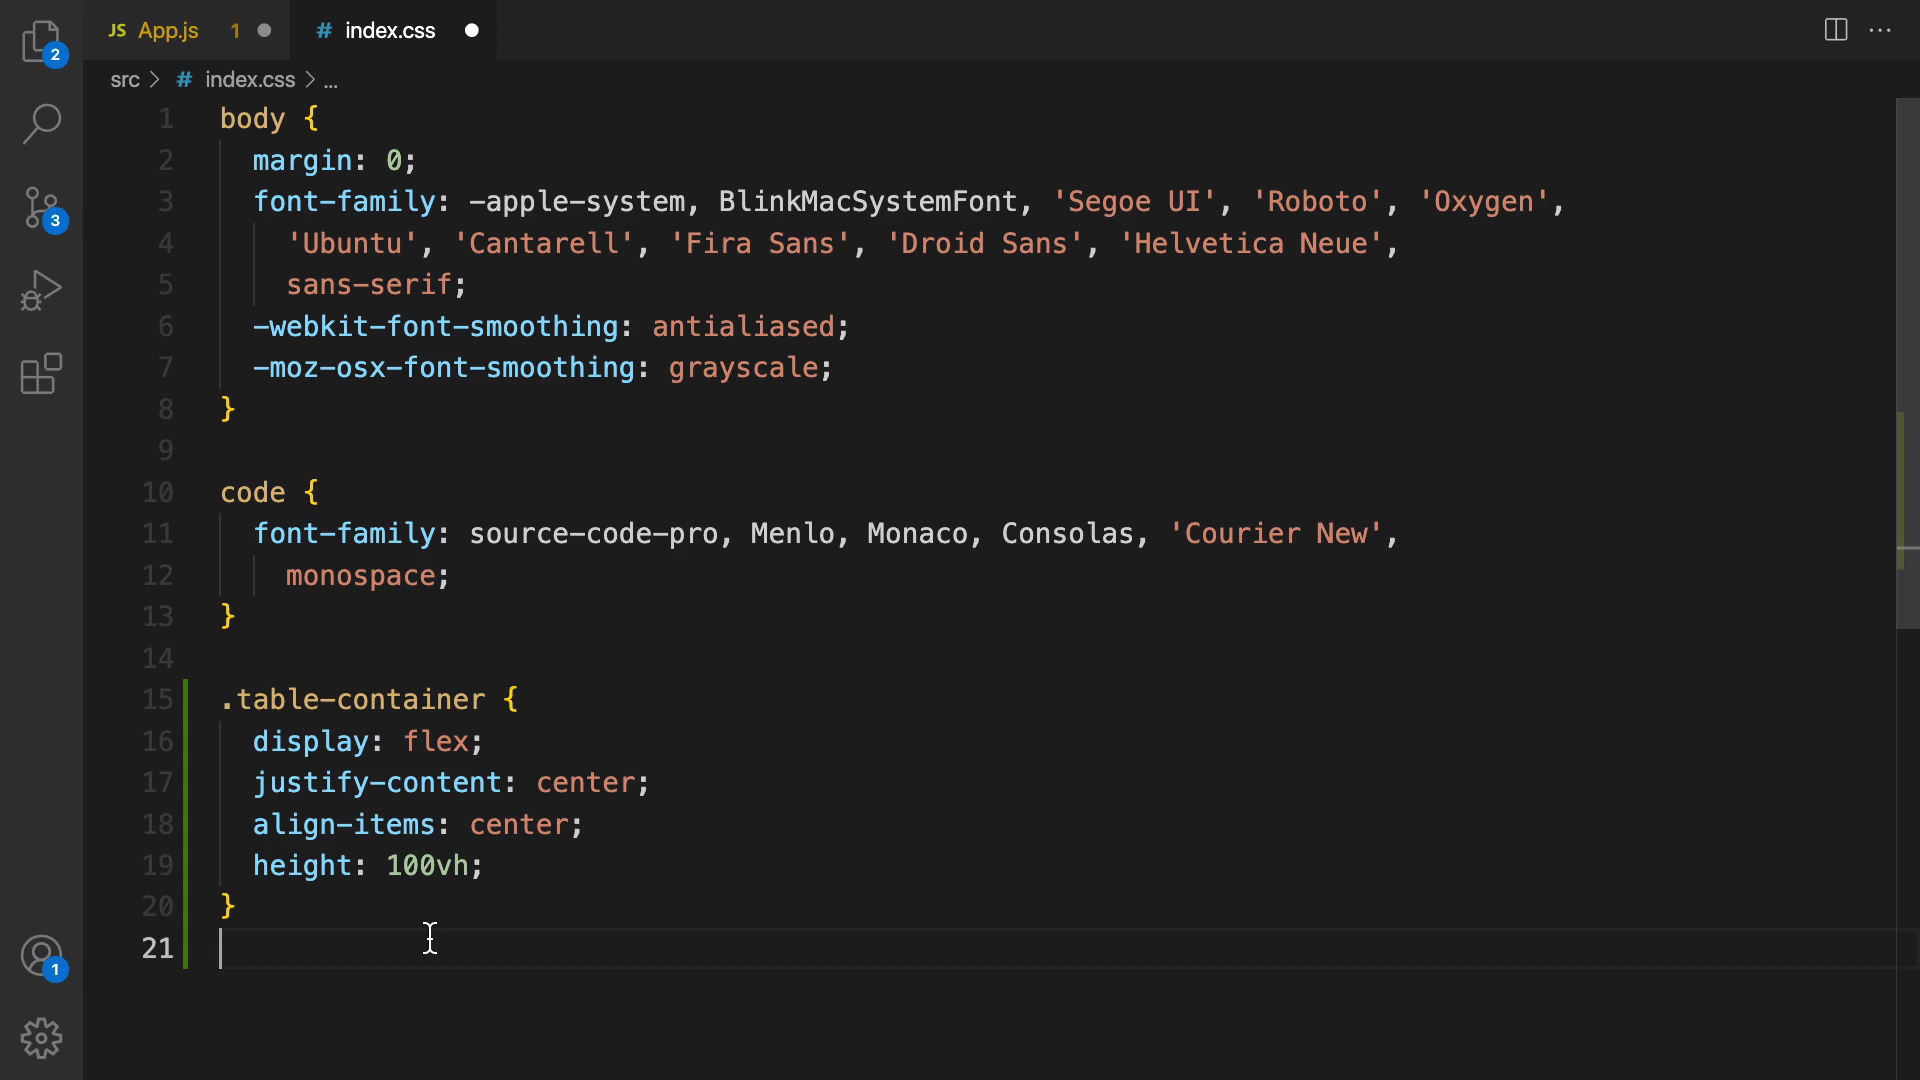 JS App.js 1
# index.css
2
src > # index.css > ...
1 body {
2 margin: 0;
3 font-family: -apple-system, BlinkMacSystemFont, 'Segoe UI', 'Roboto', 'Oxygen',
4 'Ubuntu', 'Cantarell', 'Fira Sans', 'Droid Sans', 'Helvetica Neue',
3
5 sans-serif;
6 -webkit-font-smoothing: antialiased;
7 -moz-osx-font-smoothing: grayscale;
8 }
9
10 code {
11 font-family: source-code-pro, Menlo, Monaco, Consolas, 'Courier New',
12 monospace;
13 }
14
15 .table-container {
16 display: flex;
17 justify-content: center;
18 align-items: center;
19 height: 100vh;
20 }
21
1